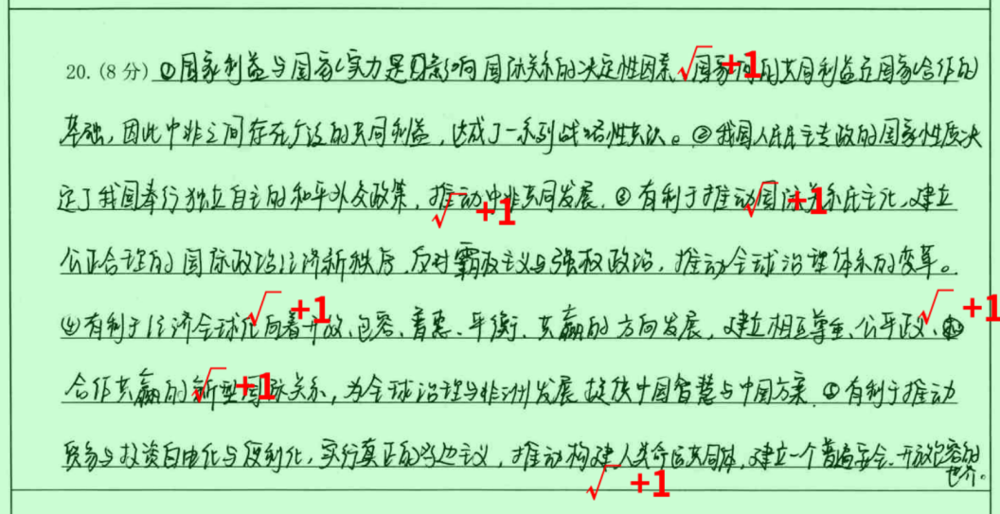 20.(8分) ①国家利益与国家实力是影响国际关系的决定性因素 √+1 国家间的共同利益是国家合作的
基础,因此中非之间存在广泛的共同利益,达成了一系列战略性共识。②我国人民民主专政的国家性质决
定了我国奉行独立自主的和平外交政策,推动中非共同发展. √+1 ③有利于推动国际关系民主化,建立 √+1
公正合理的国际政治经济新秩序,反对霸权主义与强权政治,推动全球治理体系的变革。
④有利于经济全球化向着开放、包容、普惠、平衡、共赢的方向发展,建立相互尊重、公平正义、 √+1 √+1
合作共赢的新型国际关系,为全球治理与非洲发展提供中国智慧与中国方案. ⑤有利于推动 √+1
贸易与投资自由化与便利化,实行真正的多边主义,推动构建人类命运共同体,建立一个普遍安全、开放包容的
世界。 √+1